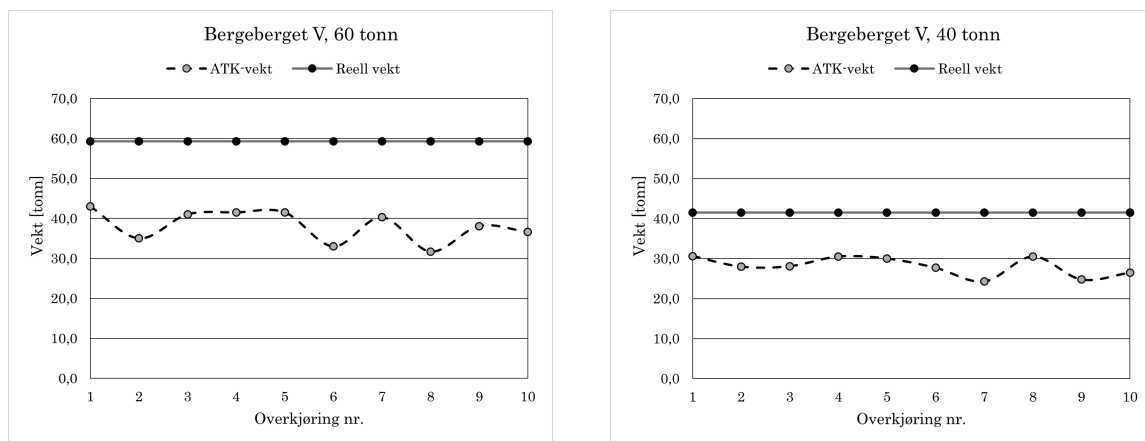 Bergeberget V, 60 tonn
ATK-vekt Reell vekt
70,0
60,0
50,0
40,0
30,0
20,0
10,0
0,0
Vekt [tonn]
1 2 3 4 5 6 7 8 9 10
Overkjøring nr.
Bergeberget V, 40 tonn
ATK-vekt Reell vekt
70,0
60,0
50,0
40,0
30,0
20,0
10,0
0,0
Vekt [tonn]
1 2 3 4 5 6 7 8 9 10
Overkjøring nr.